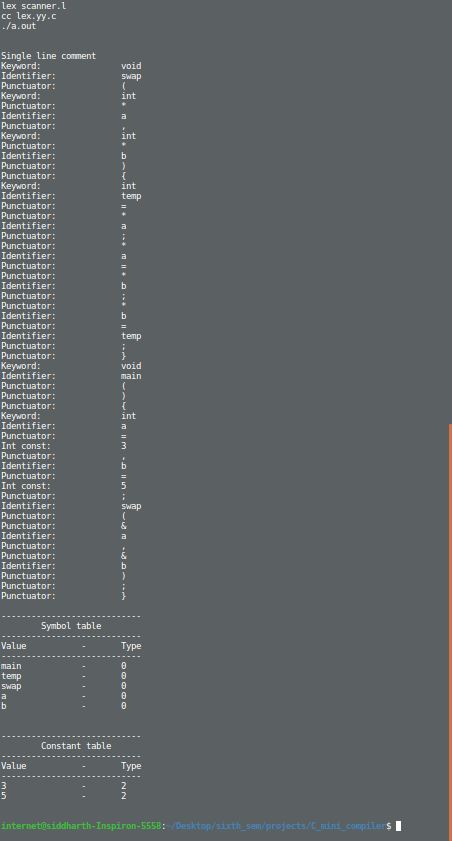 lex scanner.l
cc lex.yy.c
./a.out
Single line comment
Keyword: void
Identifier: swap
Punctuator: (
Keyword: int
Punctuator: *
Identifier: a
Punctuator: ,
Keyword: int
Punctuator: *
Identifier: b
Punctuator: )
Punctuator: {
Keyword: int
Identifier: temp
Punctuator: =
Punctuator: *
Identifier: a
Punctuator: ;
Punctuator: *
Identifier: a
Punctuator: =
Punctuator: *
Identifier: b
Punctuator: ;
Punctuator: *
Identifier: b
Punctuator: =
Identifier: temp
Punctuator: ;
Punctuator: }
Keyword: void
Identifier: main
Punctuator: (
Punctuator: )
Punctuator: {
Keyword: int
Identifier: a
Punctuator: =
Int const: 3
Punctuator: ,
Identifier: b
Punctuator: =
Int const: 5
Punctuator: ;
Identifier: swap
Punctuator: (
Punctuator: &
Identifier: a
Punctuator: ,
Punctuator: &
Identifier: b
Punctuator: )
Punctuator: ;
Punctuator: }
----------------------------
Symbol table
----------------------------
Value - Type
----------------------------
main - 0
temp - 0
swap - 0
a - 0
b - 0
----------------------------
Constant table
----------------------------
Value - Type
----------------------------
3 - 2
5 - 2
internet@siddharth-Inspiron-5558:~/Desktop/sixth_sem/projects/C_mini_compiler$